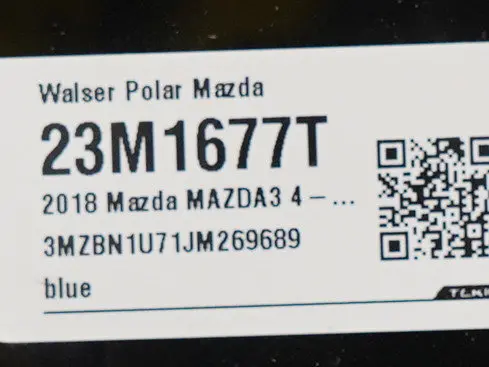 Walser Polar Mazda
23M1677T
2018 Mazda MAZDA3 4–...
3MZBN1U71JM269689
blue